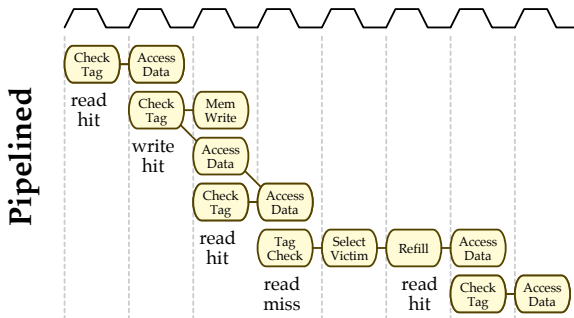 Pipelined
Check
Tag
Access
Data
read
hit
Check
Tag
Mem
Write
write
hit
Access
Data
Check
Tag
Access
Data
read
hit
Tag
Check
Select
Victim
Refill
Access
Data
read
miss
read
hit
Check
Tag
Access
Data